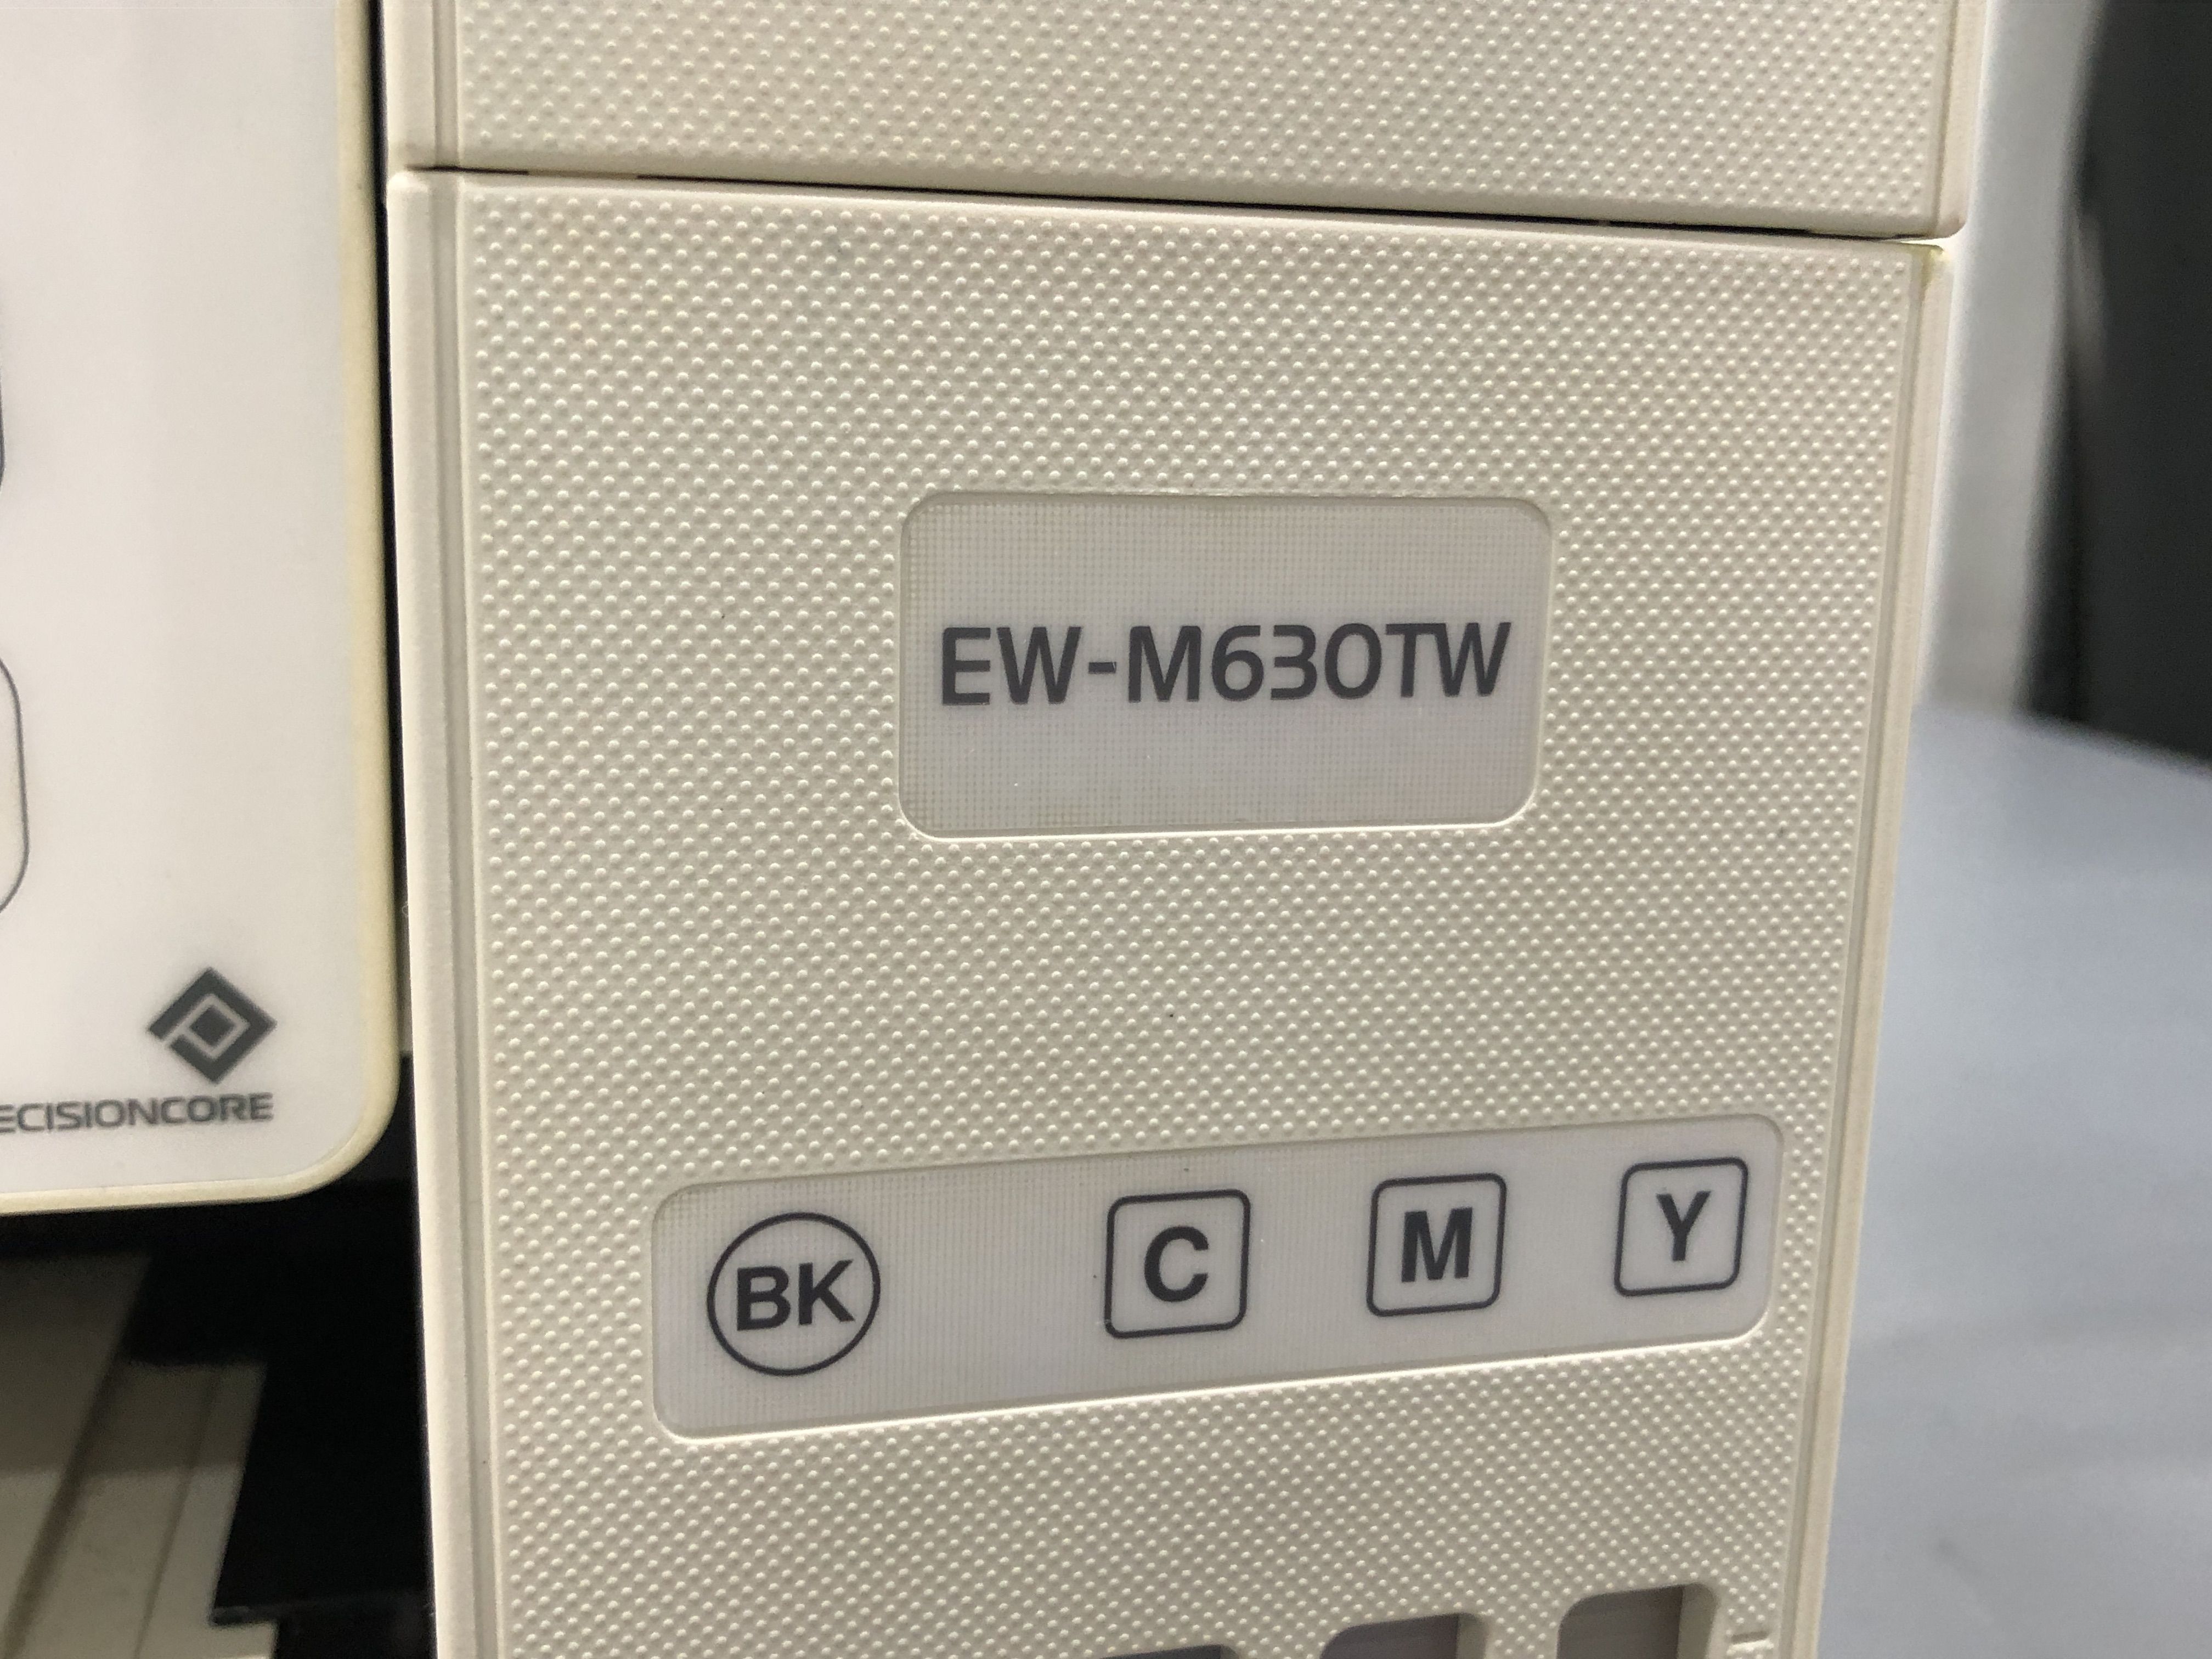 EW-M630TW
ECISIONCORE
BK C M Y